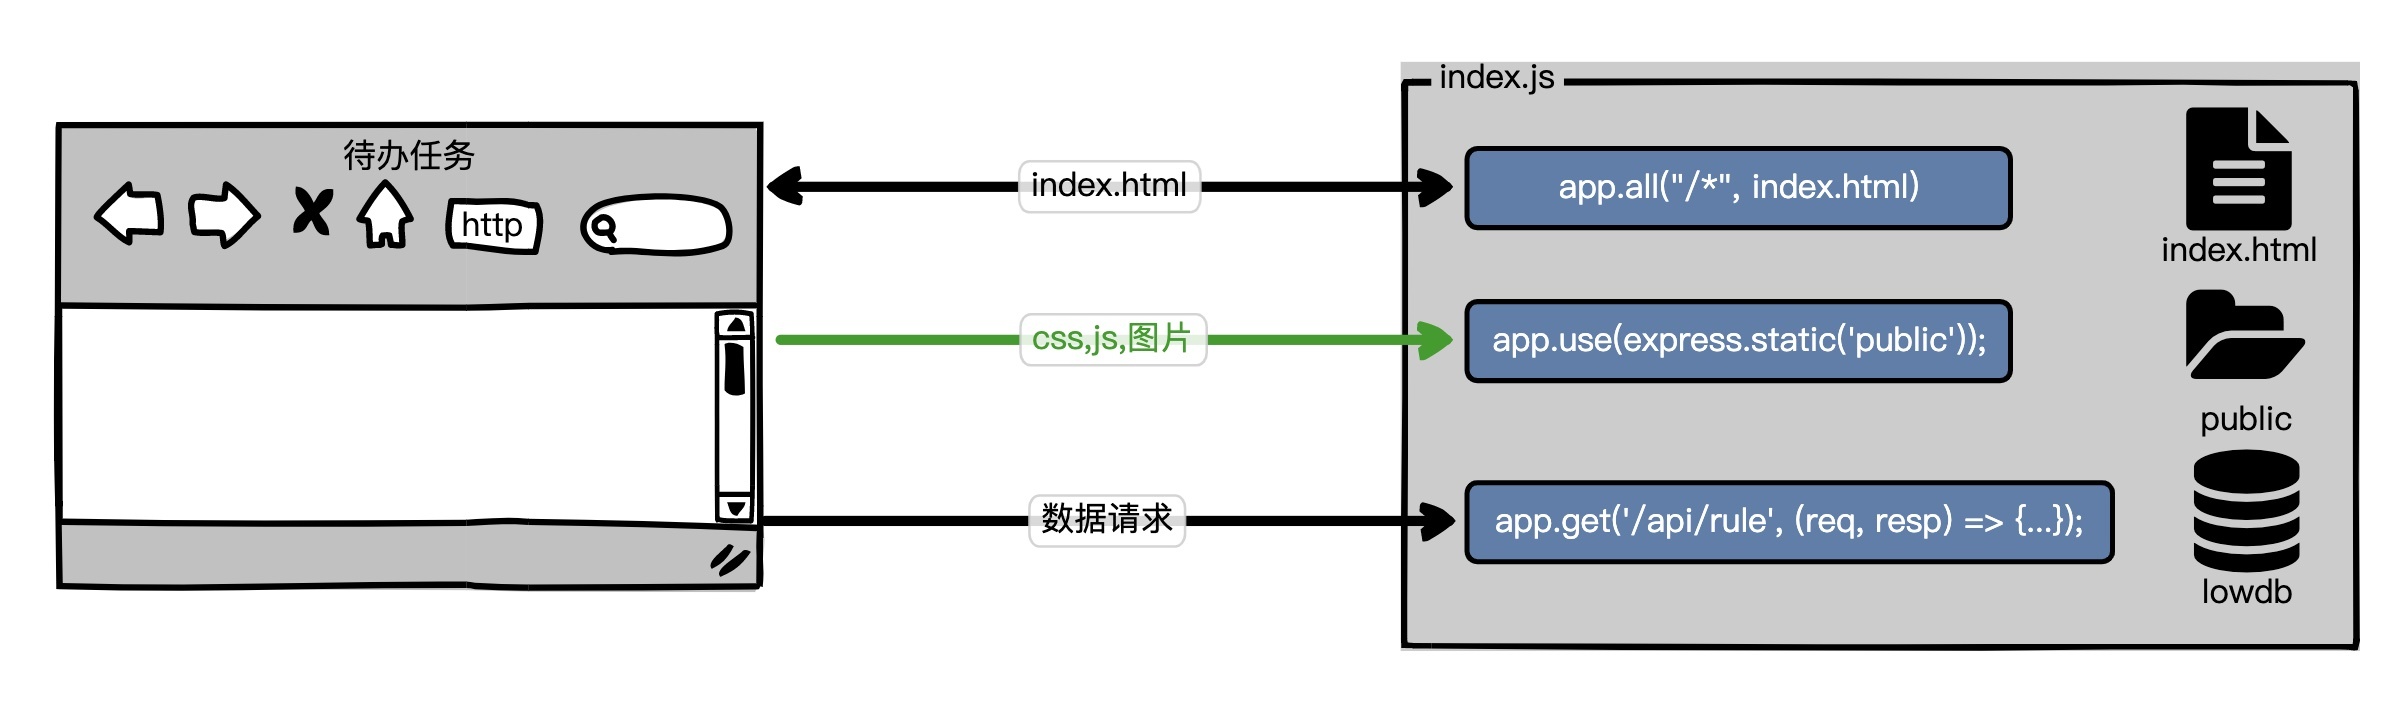 index.js
待办任务
http
index.html
app.all("/*", index.html)
index.html
css,js,图片
app.use(express.static('public'));
public
数据请求
app.get('/api/rule', (req, resp) => {...});
lowdb